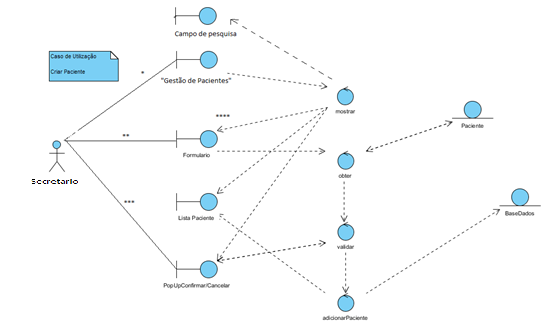 Campo de pesquisa
Caso de Utilização
Criar Paciente
*
"Gestão de Pacientes"
****
mostrar
Paciente
**
Formulario
obter
Secretario
***
Lista Paciente
BaseDados
validar
PopUpConfirmar/Cancelar
adicionarPaciente